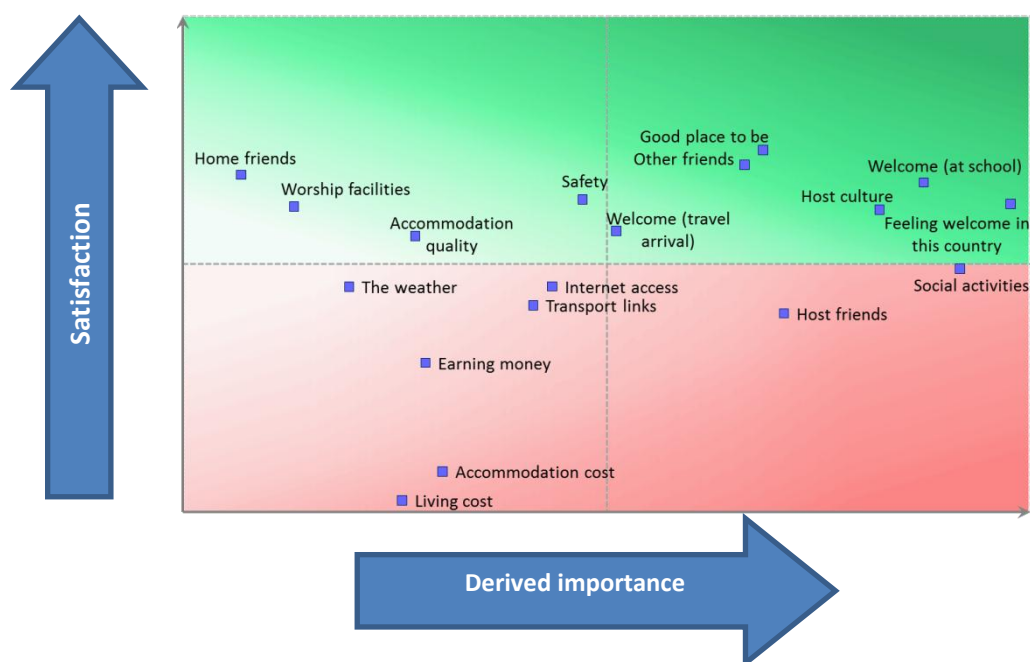 Satisfaction
Good place to be
Other friends
Home friends
Welcome (at school)
Safety
Worship facilities
Host culture
Accommodation
quality
Welcome (travel
arrival)
Feeling welcome in
this country
The weather
Internet access
Social activities
Transport links
Host friends
Earning money
Accommodation cost
Living cost
Derived importance